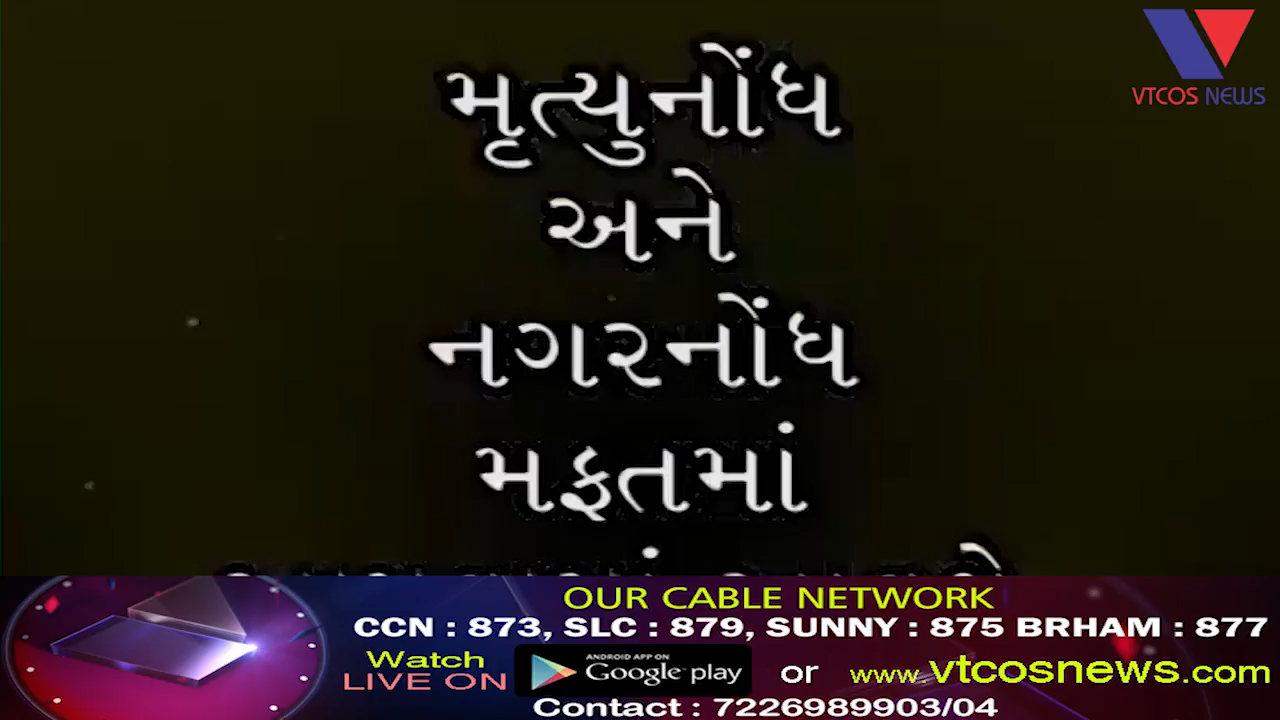 VTCOS NEWS
મૃત્યુનોંધ
અને
નગરનોંધ
મફતમાં
OUR CABLE NETWORK
CCN : 873, SLC : 879, SUNNY : 875 BRHAM : 877
Watch
LIVE ON
ANDROID APP ON
Google play
or
www.vtcosnews.com
Contact : 7226989903/04